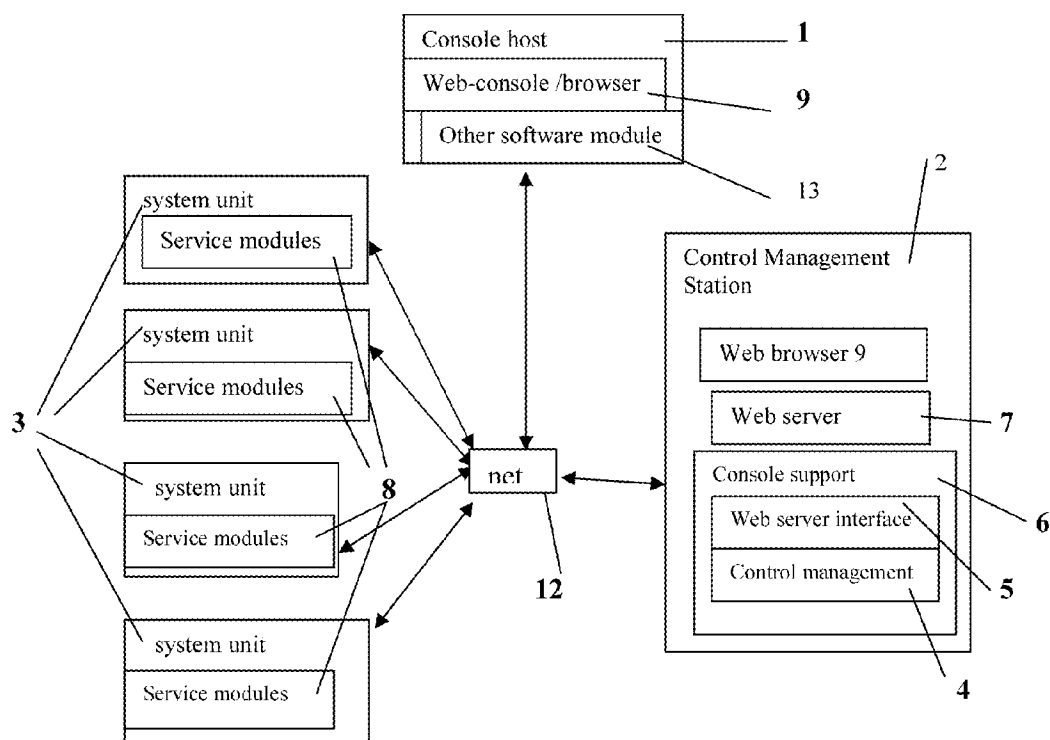 Console host
1
Web-console /browser
9
Other software module
13
2
system unit
Service modules
system unit
Service modules
3
system unit
8
Service modules
system unit
Service modules
net
12
Control Management
Station
Web browser 9
Web server
7
Console support
6
Web server interface
5
Control management
4